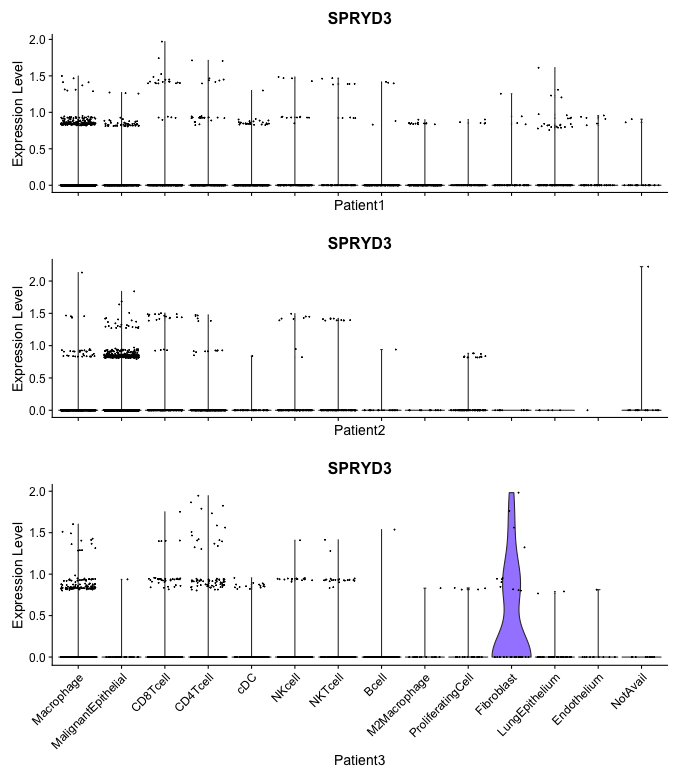 SPRYD3
Expression Level
2.0
1.5
1.0
0.5
0.0
Patient1
SPRYD3
Expression Level
2.0
1.5
1.0
0.5
0.0
Patient2
SPRYD3
Expression Level
2.0
1.5
1.0
0.5
0.0
Macrophage
MalignantEpithelial
CD8Tcell
CD4Tcell
cDC
NKcell
NKTcell
Bcell
M2Macrophage
ProliferatingCell
Fibroblast
LungEpithelium
Endothelium
NotAvail
Patient3